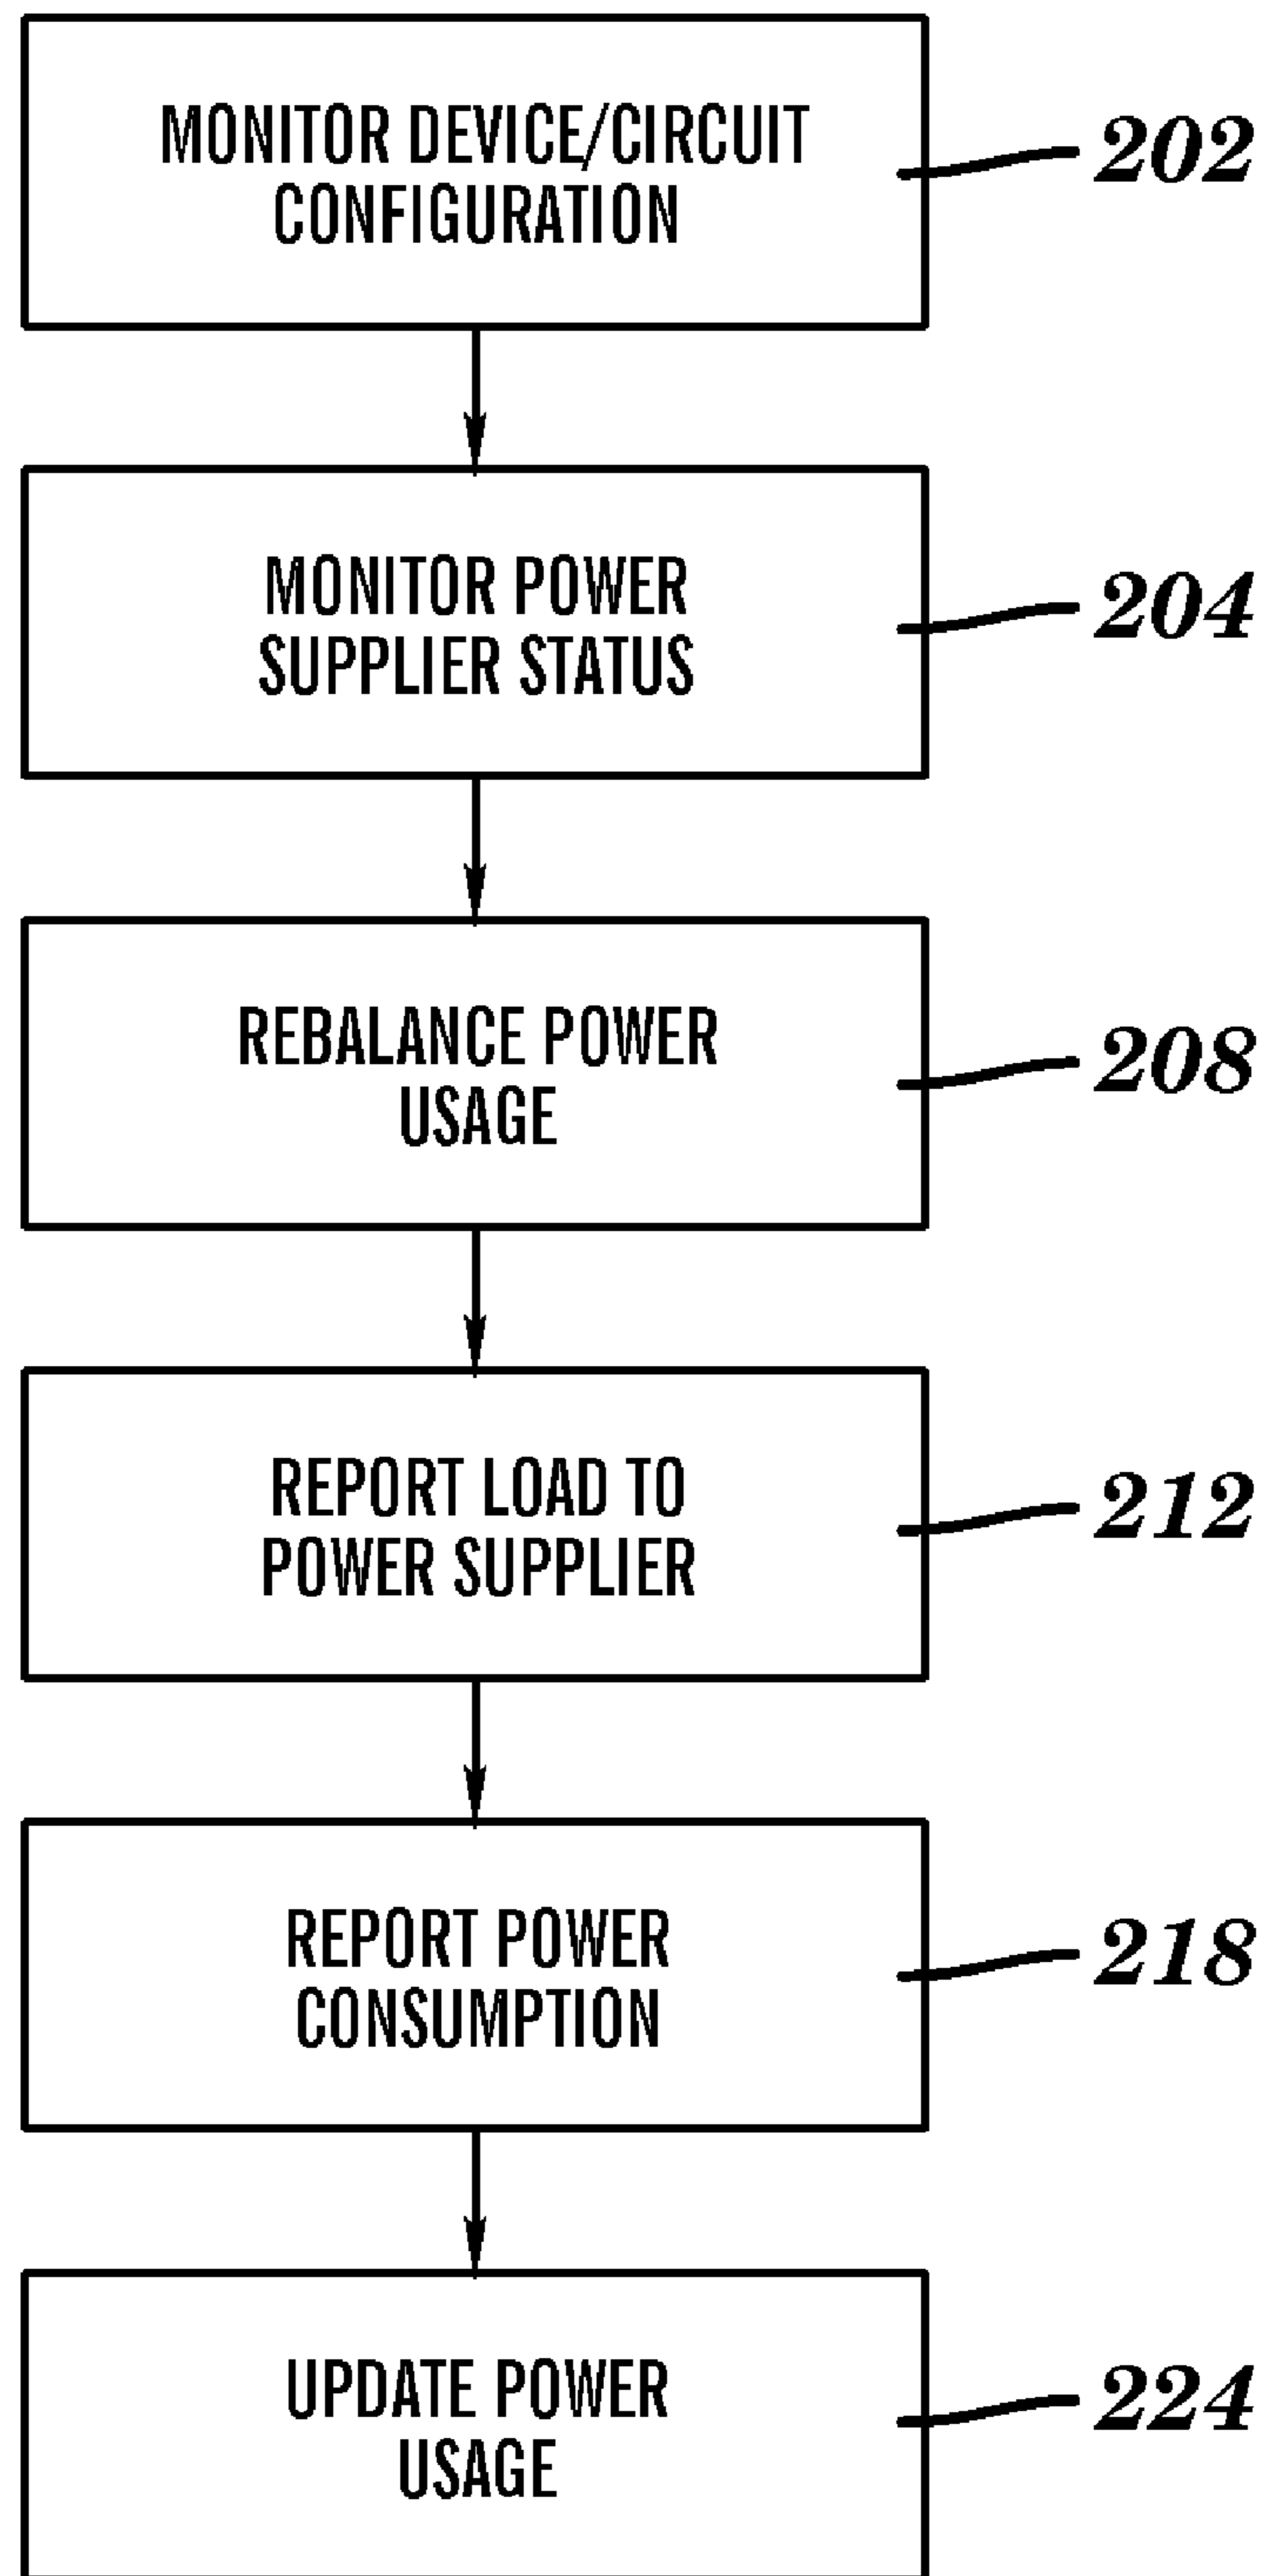 MONITOR DEVICE/CIRCUIT
CONFIGURATION
202
MONITOR POWER
SUPPLIER STATUS
204
REBALANCE POWER
USAGE
208
REPORT LOAD TO
POWER SUPPLIER
212
REPORT POWER
CONSUMPTION
218
UPDATE POWER
USAGE
224